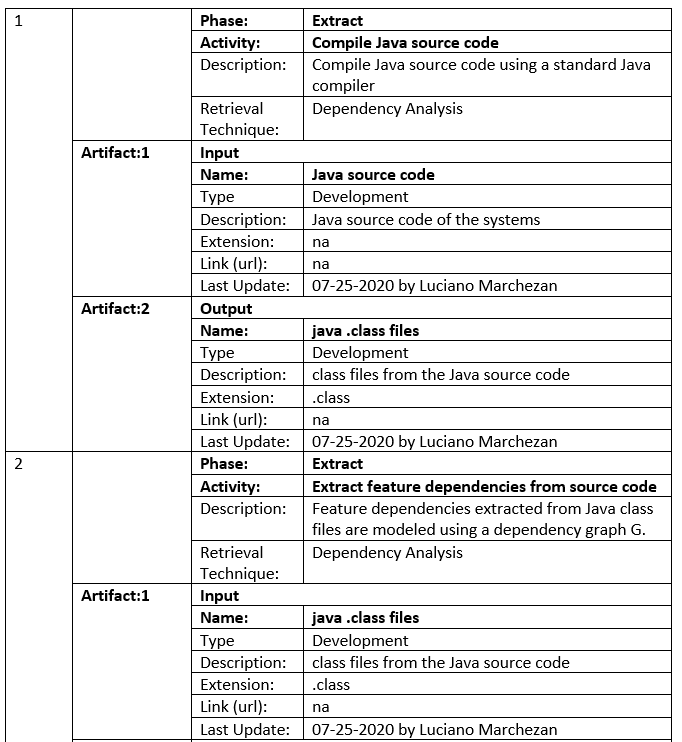 1
Phase: Extract
Activity: Compile Java source code
Description: Compile Java source code using a standard Java
compiler
Retrieval Dependency Analysis
Technique:
Artifact:1 Input
Name: Java source code
Type Development
Description: Java source code of the systems
Extension: na
Link (url): na
Last Update: 07-25-2020 by Luciano Marchezan
Artifact:2 Output
Name: java .class files
Type Development
Description: class files from the Java source code
Extension: .class
Link (url): na
Last Update: 07-25-2020 by Luciano Marchezan
2
Phase: Extract
Activity: Extract feature dependencies from source code
Description: Feature dependencies extracted from Java class
files are modeled using a dependency graph G.
Retrieval Dependency Analysis
Technique:
Artifact:1 Input
Name: java .class files
Type Development
Description: class files from the Java source code
Extension: .class
Link (url): na
Last Update: 07-25-2020 by Luciano Marchezan